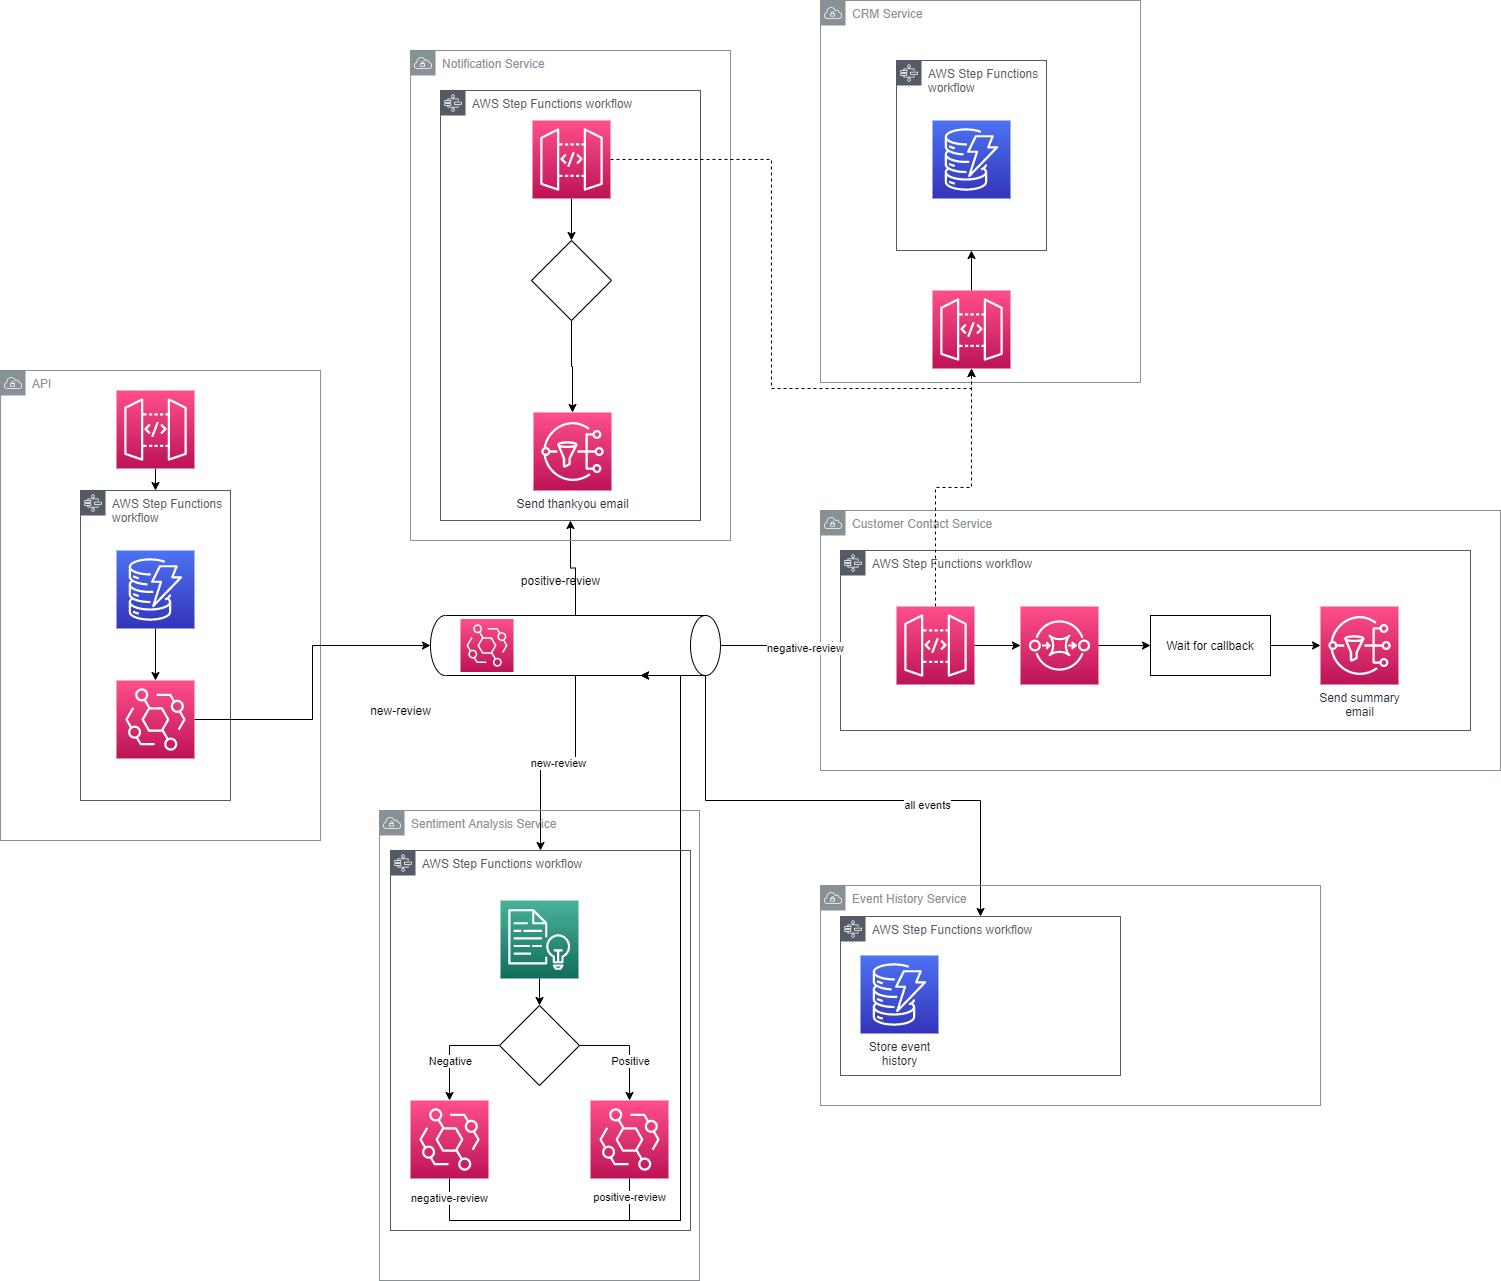 CRM Service
AWS Step Functions
workflow
Notification Service
AWS Step Functions workflow
Send thankyou email
API
AWS Step Functions
workflow
Customer Contact Service
AWS Step Functions workflow
Wait for callback
Send summary
email
positive-review
negative-review
new-review
new-review
all events
Sentiment Analysis Service
AWS Step Functions workflow
Negative
Positive
negative-review
positive-review
Event History Service
AWS Step Functions workflow
Store event
history